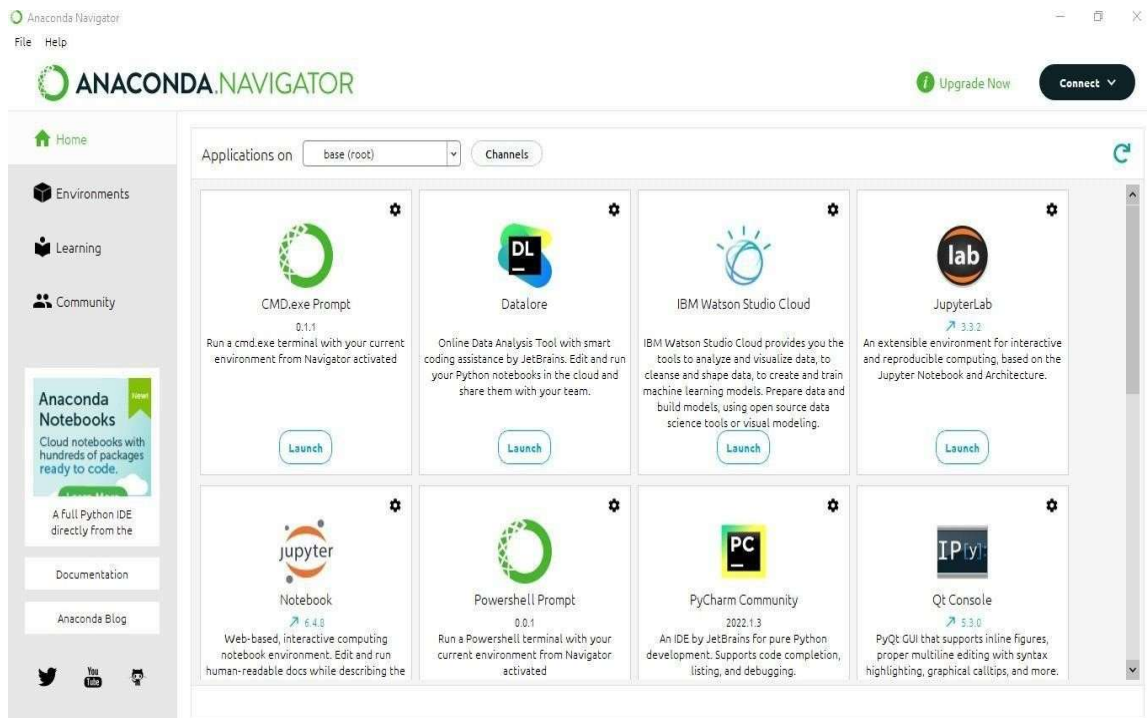 Anaconda Navigator
File Help
ANACONDA.NAVIGATOR
i Upgrade Now
Connect
Home
Environments
Learning
Community
Anaconda
Notebooks
New!
Cloud notebooks with
hundreds of packages
ready to code.
Learn More
A full Python IDE
directly from the
Documentation
Anaconda Blog
You
Tube
Applications on base (root) Channels
CMD.exe Prompt
0.1.1
Run a cmd.exe terminal with your current
environment from Navigator activated
Launch
DL
Datalore
Online Data Analysis Tool with smart
coding assistance by JetBrains. Edit and run
your Python notebooks in the cloud and
share them with your team.
Launch
IBM Watson Studio Cloud
IBM Watson Studio Cloud provides you the
tools to analyze and visualize data, to
cleanse and shape data, to create and train
machine learning models. Prepare data and
build models, using open source data
science tools or visual modeling.
Launch
lab
JupyterLab
3.3.2
An extensible environment for interactive
and reproducible computing, based on the
Jupyter Notebook and Architecture.
Launch
jupyter
Notebook
6.4.8
Web-based, interactive computing
notebook environment. Edit and run
human-readable docs while describing the
Powershell Prompt
0.0.1
Run a Powershell terminal with your
current environment from Navigator
activated
PC
PyCharm Community
2022.1.3
An IDE by JetBrains for pure Python
development. Supports code completion,
listing, and debugging.
IP[y]:
Qt Console
5.3.0
PyQt GUI that supports inline figures,
proper multiline editing with syntax
highlighting, graphical calltips, and more.